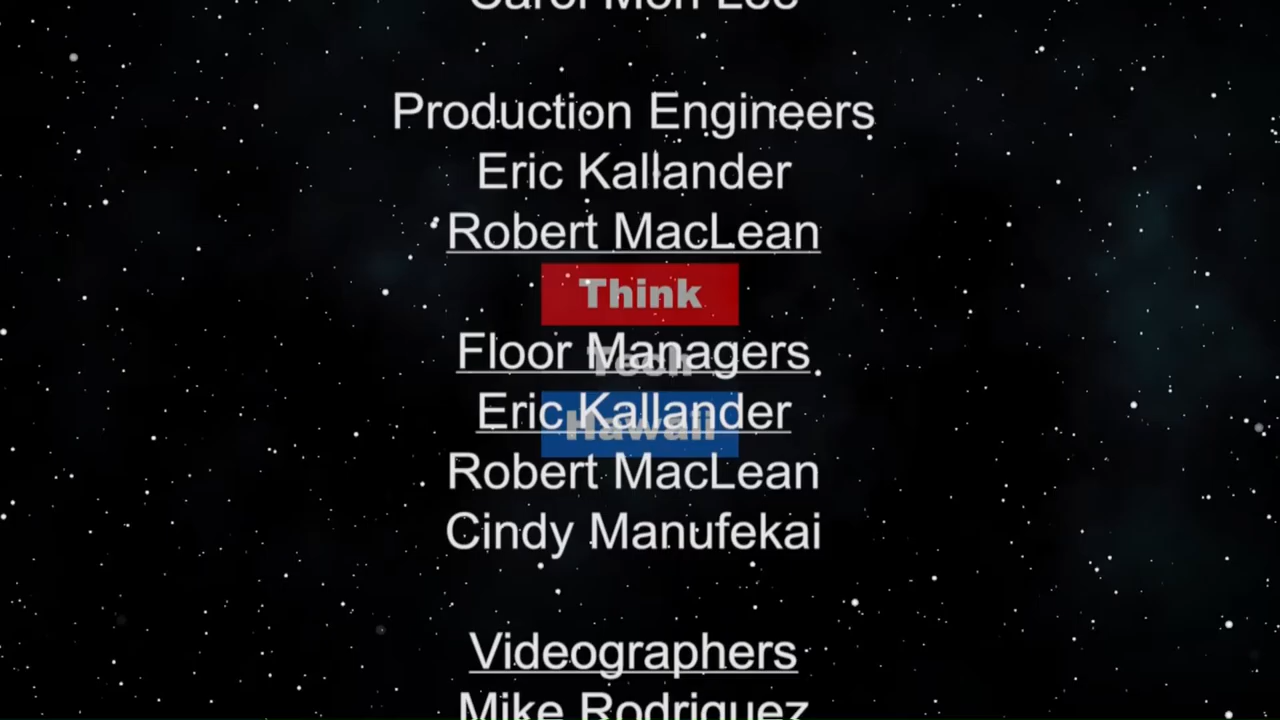 Carol Mon Lee
Production Engineers
Eric Kallander
Robert MacLean
Think
Floor Managers
Tech
Eric Kallander
Hawaii
Robert MacLean
Cindy Manufekai
Videographers
Mike Rodriguez